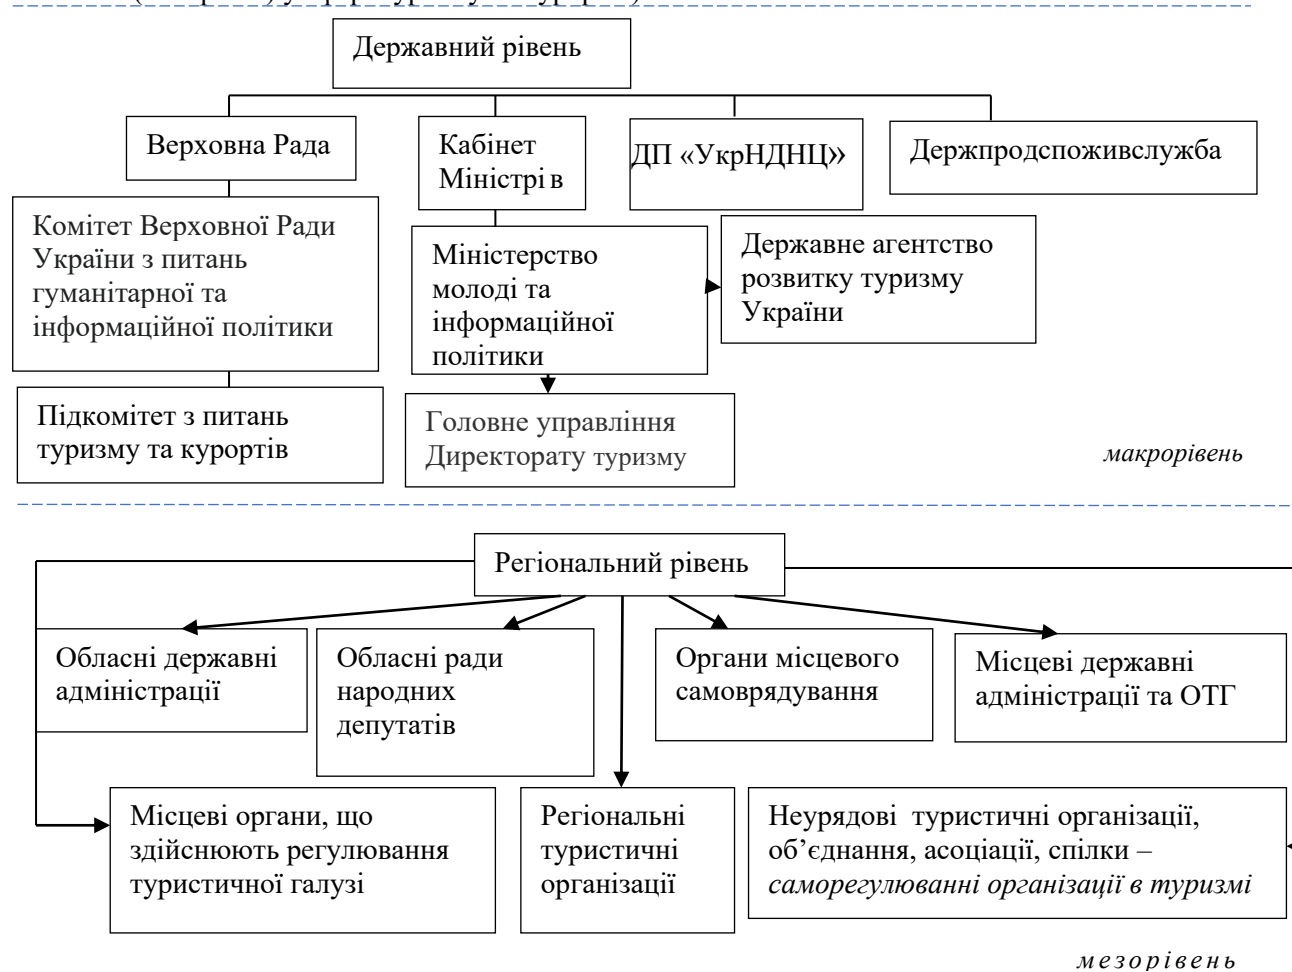 Державний рівень
Верховна Рада
Кабінет
Міністрів
ДП «УкрНДНЦ»
Держпродспоживслужба
Комітет Верховної Ради
України з питань
гуманітарної та
інформаційної політики
Міністерство
молоді та
інформаційної
політики
Державне агентство
розвитку туризму
України
Підкомітет з питань
туризму та курортів
Головне управління
Директорату туризму
макрорівень
Регіональний рівень
Обласні державні
адміністрації
Обласні ради
народних
депутатів
Органи місцевого
самоврядування
Місцеві державні
адміністрації та ОТГ
Місцеві органи, що
здійснюють регулювання
туристичної галузі
Регіональні
туристичні
організації
Неурядові туристичні організації,
об’єднання, асоціації, спілки –
саморегулюванні організації в туризмі
мезорівень